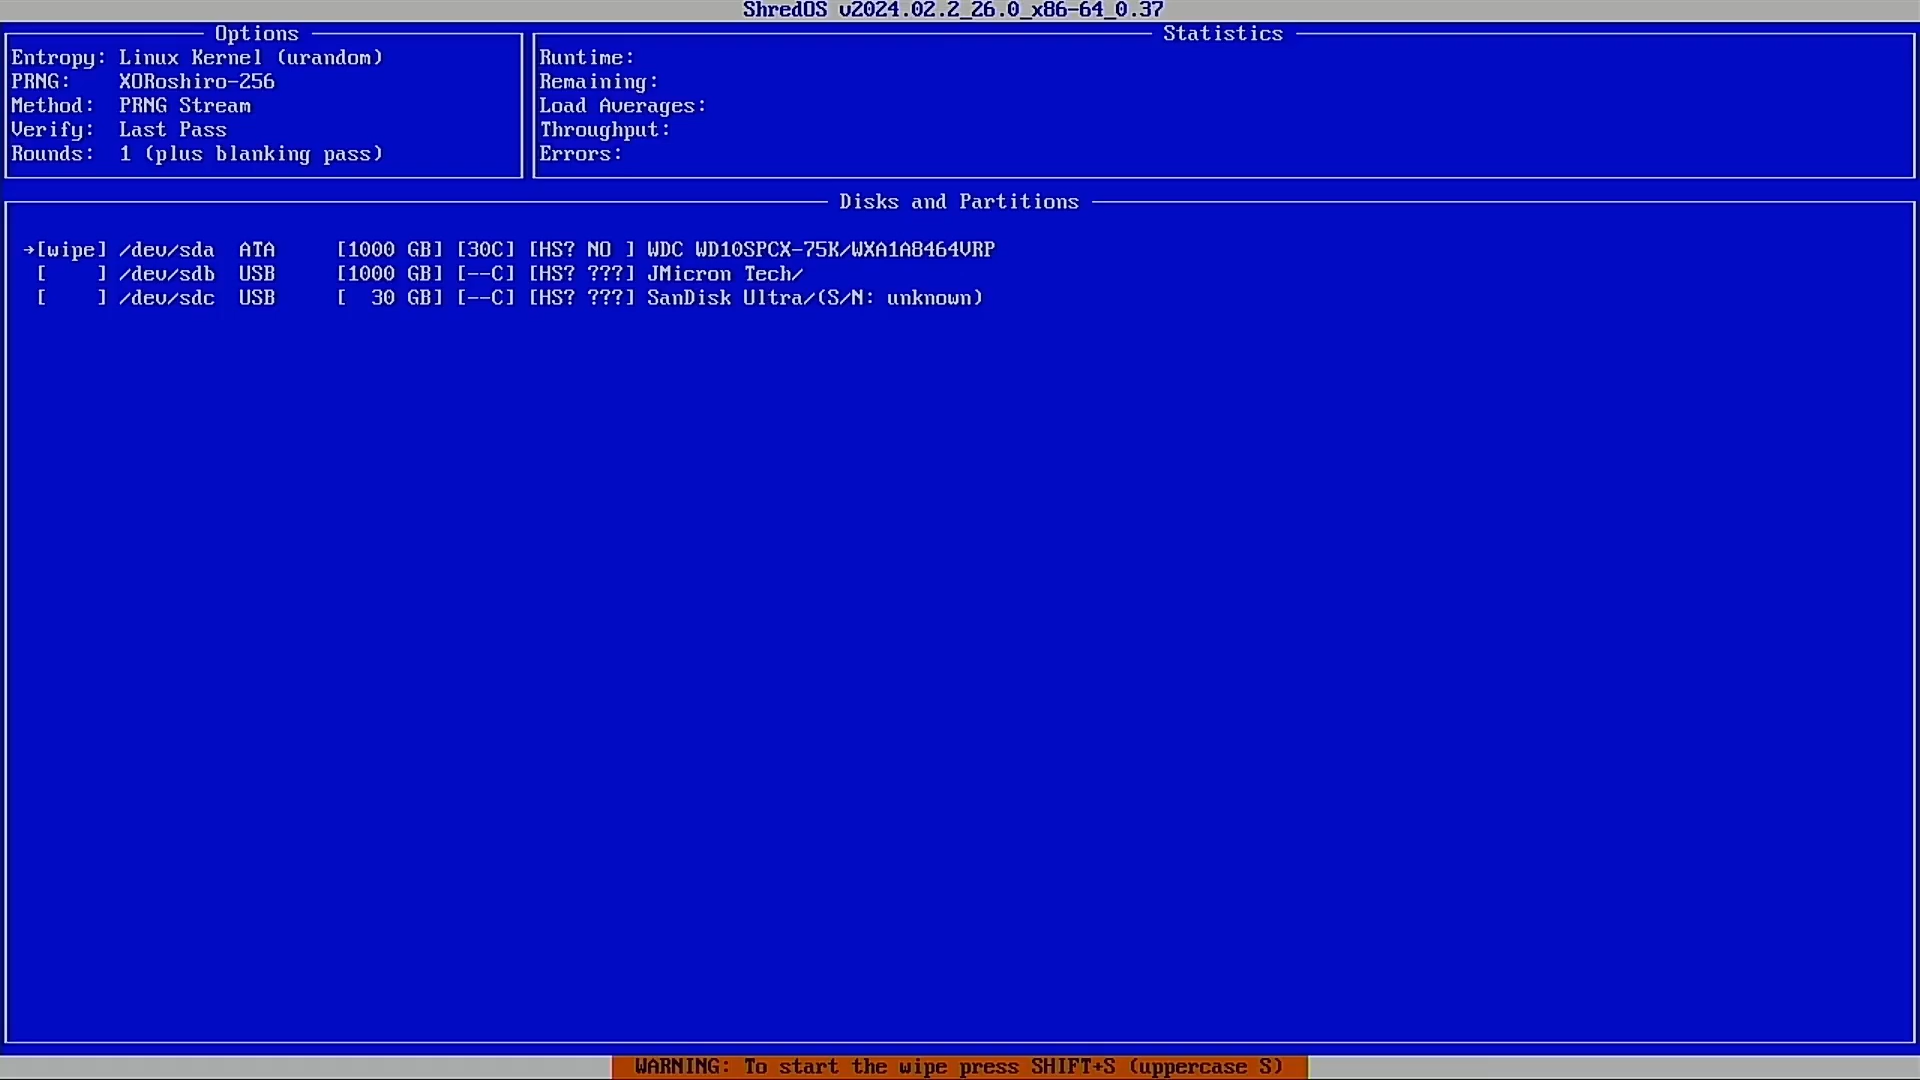 ShredOS v2024.02.2_26.0_x86-64_0.37
Options
Entropy: Linux Kernel (urandom)
PRNG: XORoshiro-256
Method: PRNG Stream
Verify: Last Pass
Rounds: 1 (plus blanking pass)
Statistics
Runtime:
Remaining:
Load Averages:
Throughput:
Errors:
Disks and Partitions
→[wipe] /dev/sda ATA [1000 GB] [30C] [HS? NO ] WDC WD10SPCX-75K/WXA1A8464VRP
[ ] /dev/sdb USB [1000 GB] [--C] [HS? ???] JMicron Tech/
[ ] /dev/sdc USB [ 30 GB] [--C] [HS? ???] SanDisk Ultra/(S/N: unknown)
WARNING: To start the wipe press SHIFT+S (uppercase S)